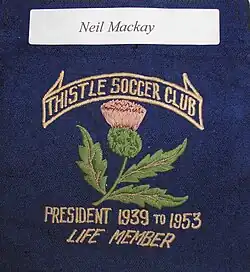 Neil Mackay
THISTLE SOCCER CLUB
PRESIDENT 1939 TO 1953
LIFE MEMBER